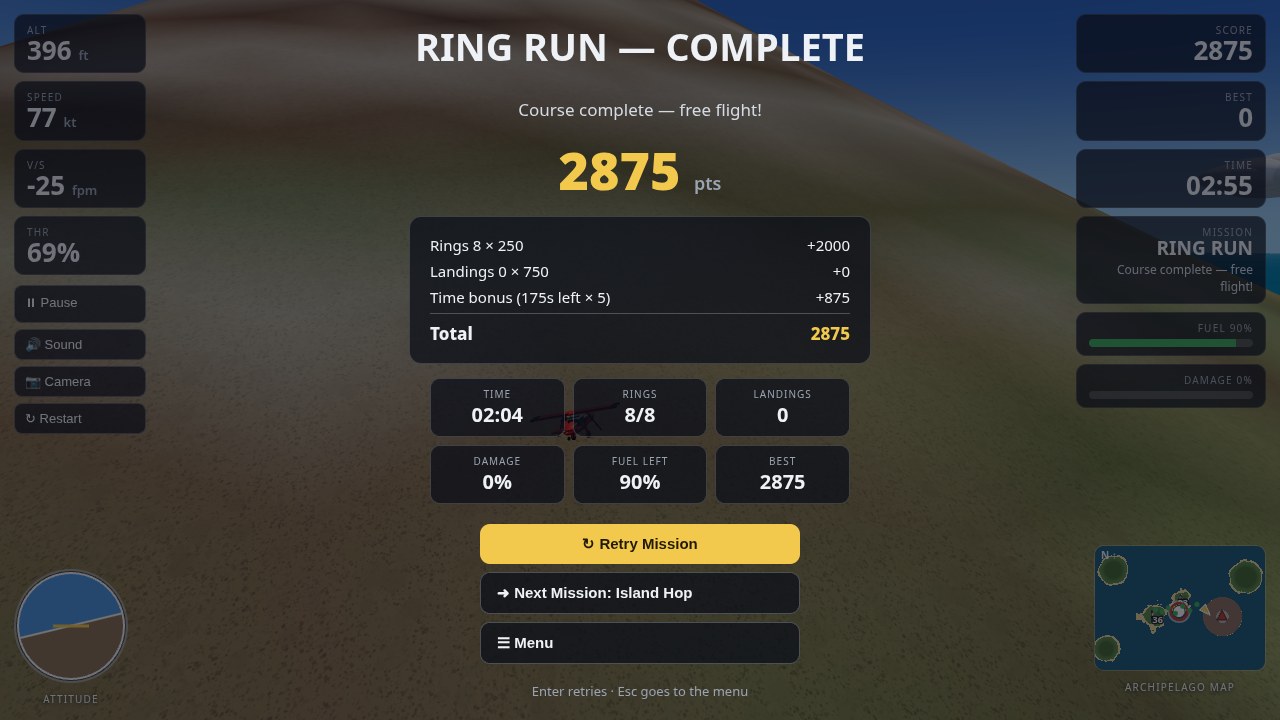 ALT
396 ft
SPEED
77 kt
V/S
-25 fpm
THR
69%
⏸ Pause
🔊 Sound
📷 Camera
↻ Restart
ATTITUDE
RING RUN — COMPLETE
Course complete — free flight!
2875 pts
Rings 8 × 250 +2000
Landings 0 × 750 +0
Time bonus (175s left × 5) +875
Total 2875
TIME
02:04
RINGS
8/8
LANDINGS
0
DAMAGE
0%
FUEL LEFT
90%
BEST
2875
↻ Retry Mission
➜ Next Mission: Island Hop
☰ Menu
Enter retries · Esc goes to the menu
SCORE
2875
BEST
0
TIME
02:55
MISSION
RING RUN
Course complete — free
flight!
FUEL 90%
DAMAGE 0%
N
36
ARCHIPELAGO MAP